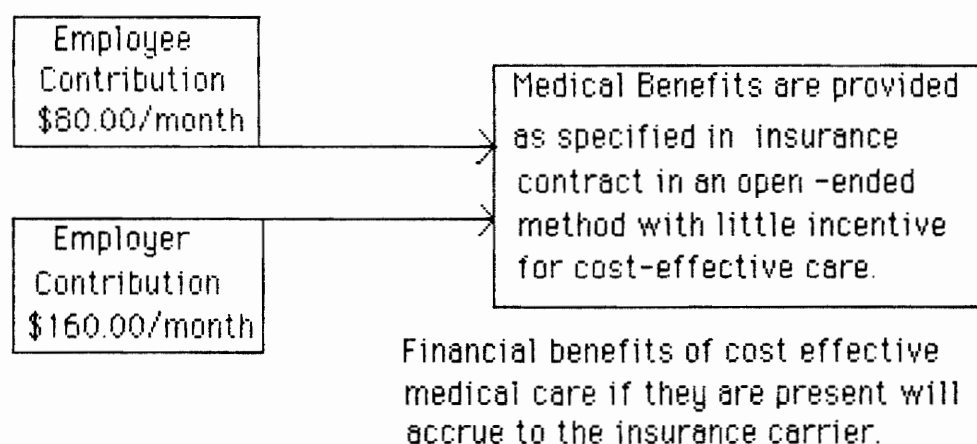 Employee
Contribution
$80.00/month
Medical Benefits are provided
as specified in insurance
contract in an open -ended
method with little incentive
for cost-effective care.
Employer
Contribution
$160.00/month
Financial benefits of cost effective
medical care if they are present will
accrue to the insurance carrier.